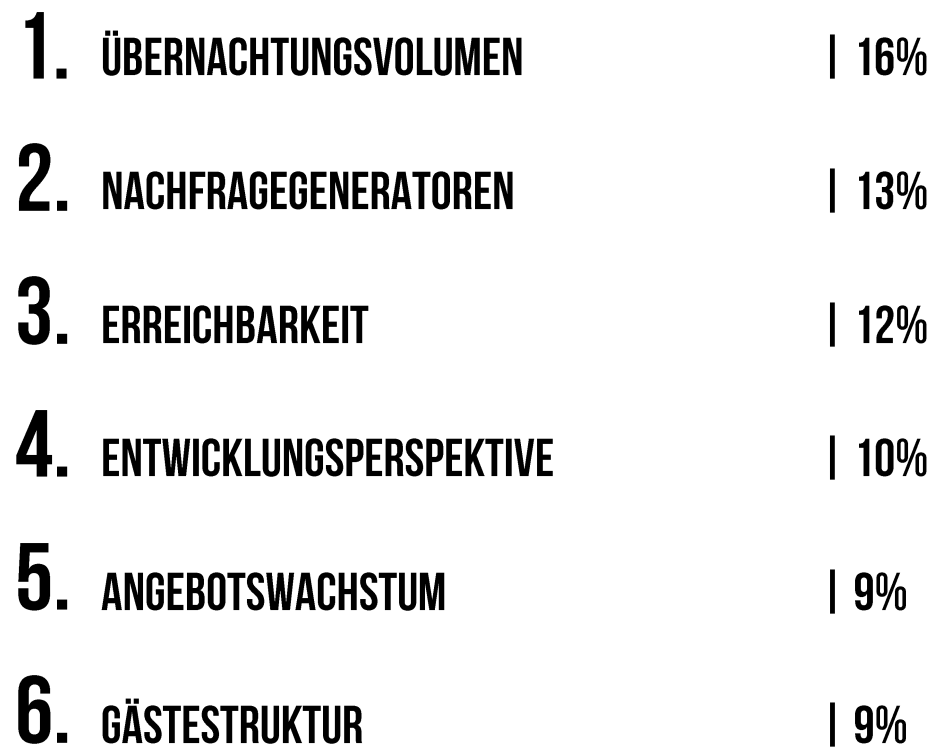 1. ÜBERNACHTUNGSVOLUMEN | 16%
2. NACHFRAGEGENERATOREN | 13%
3. ERREICHBARKEIT | 12%
4. ENTWICKLUNGSPERSPEKTIVE | 10%
5. ANGEBOTSWACHSTUM | 9%
6. GÄSTESTRUKTUR | 9%